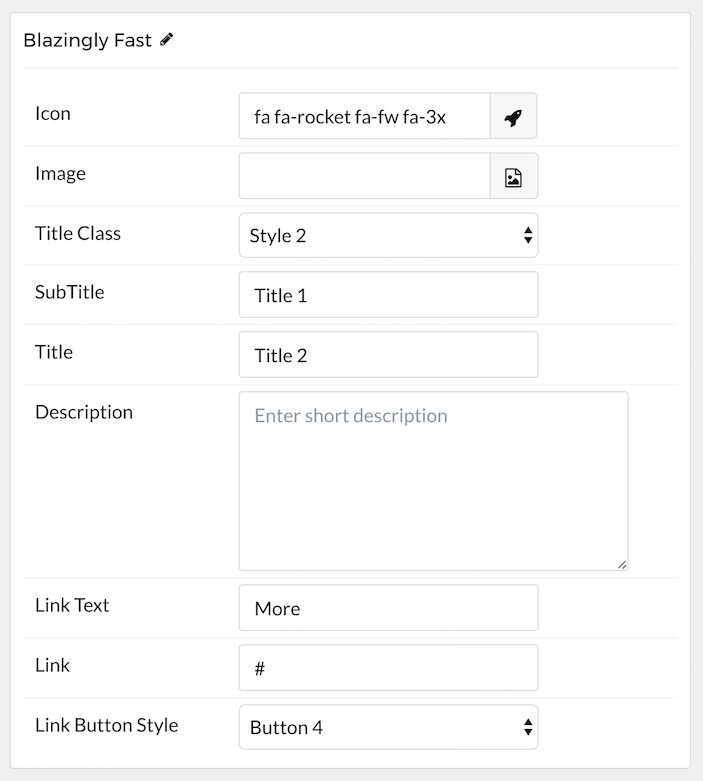 Blazingly Fast
Icon
fa fa-rocket fa-fw fa-3x
Image
Title Class
Style 2
SubTitle
Title 1
Title
Title 2
Description
Enter short description
Link Text
More
Link
#
Link Button Style
Button 4